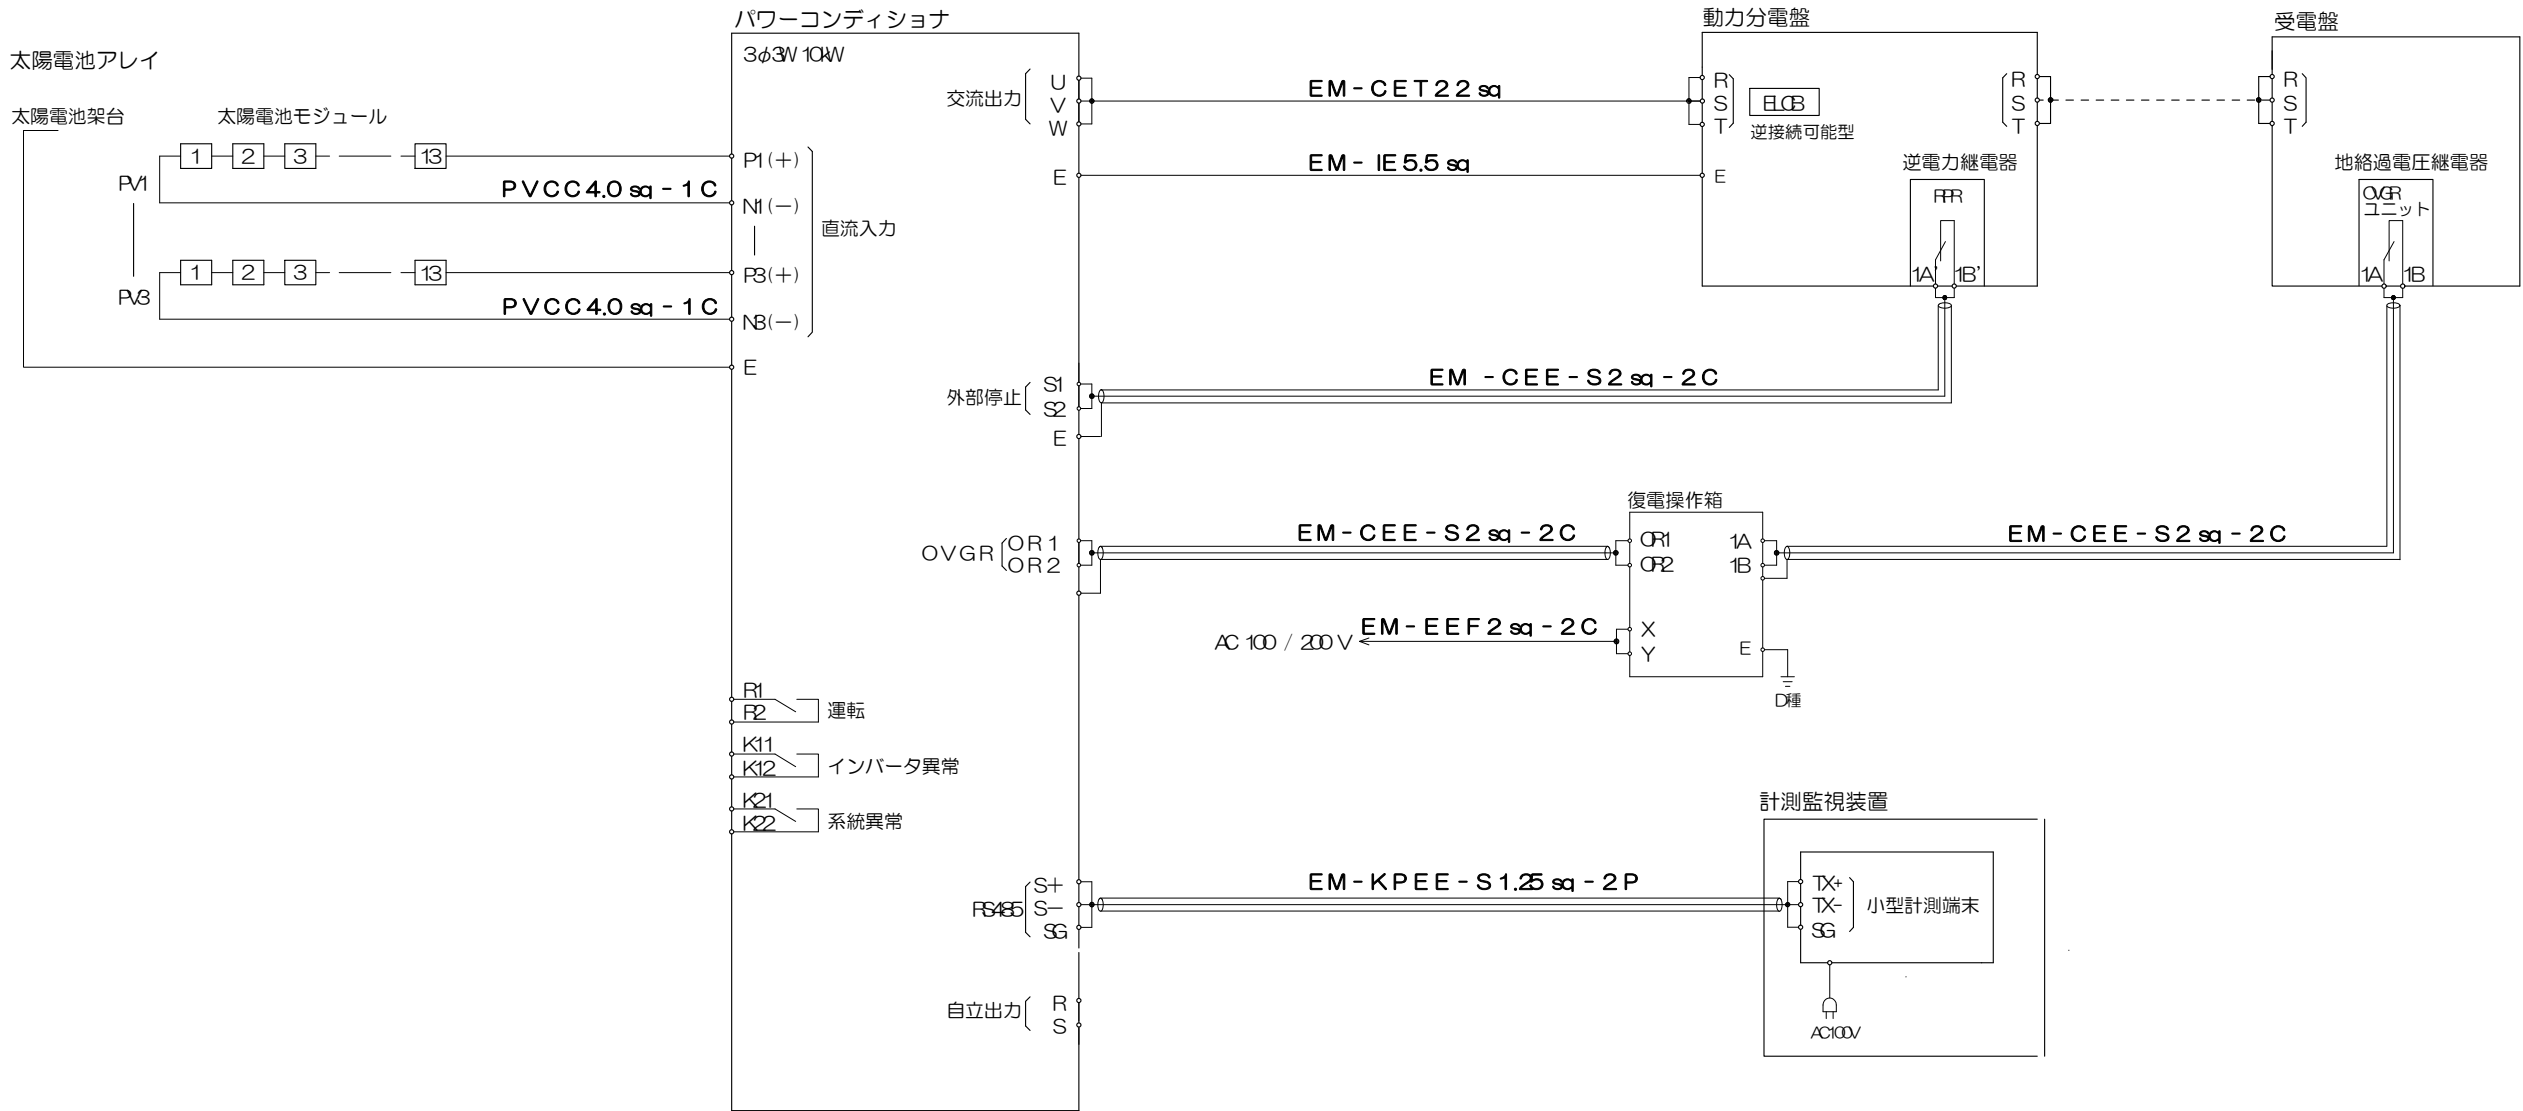 パワーコンディショナ
動力分電盤
受電盤
太陽電池アレイ
3φ3W 10kW
太陽電池架台
太陽電池モジュール
交流出力
U
V
W
EM-CET22sq
R
S
T
ELCB
逆接続可能型
R
S
T
R
S
T
PV1
1
2
3
13
P1(+)
PVCC4.0sq-1C
N1(-)
直流入力
E
EM-IE5.5sq
E
逆電力継電器
RPR
1A'
1B'
地絡過電圧継電器
OVGR
ユニット
1A
1B
PV3
1
2
3
13
P3(+)
PVCC4.0sq-1C
N3(-)
E
外部停止
S1
S2
E
EM -CEE-S2sq-2C
復電操作箱
OVGR
OR1
OR2
EM-CEE-S2sq-2C
OR1
OR2
1A
1B
EM-CEE-S2sq-2C
AC 100 / 200V
EM-EEF2sq-2C
X
Y
E
D種
R1
R2
運転
K11
K12
インバータ異常
K21
K22
系統異常
計測監視装置
RS485
S+
S-
SG
EM-KPEE-S1.25sq-2P
TX+
TX-
SG
小型計測端末
AC100V
自立出力
R
S